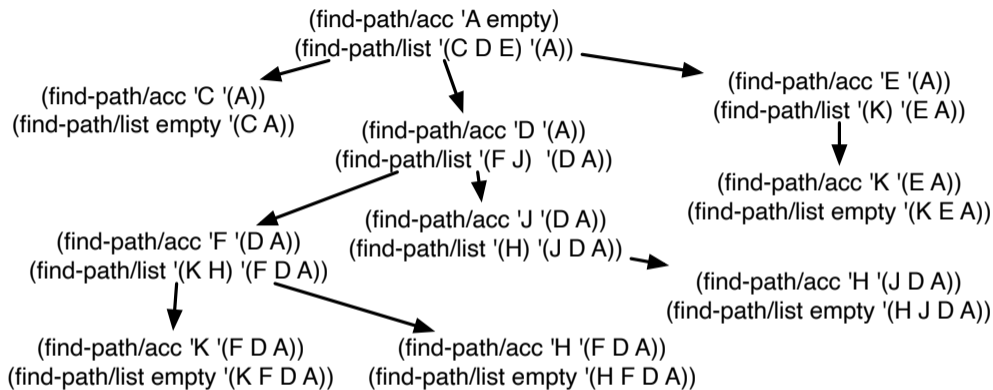 (find-path/acc 'A empty)
(find-path/list '(C D E) '(A))
(find-path/acc 'C '(A))
(find-path/list empty '(C A))
(find-path/acc 'D '(A))
(find-path/list '(F J) '(D A))
(find-path/acc 'E '(A))
(find-path/list '(K) '(E A))
(find-path/acc 'K '(E A))
(find-path/list empty '(K E A))
(find-path/acc 'F '(D A))
(find-path/list '(K H) '(F D A))
(find-path/acc 'J '(D A))
(find-path/list '(H) '(J D A))
(find-path/acc 'H '(J D A))
(find-path/list empty '(H J D A))
(find-path/acc 'K '(F D A))
(find-path/list empty '(K F D A))
(find-path/acc 'H '(F D A))
(find-path/list empty '(H F D A))